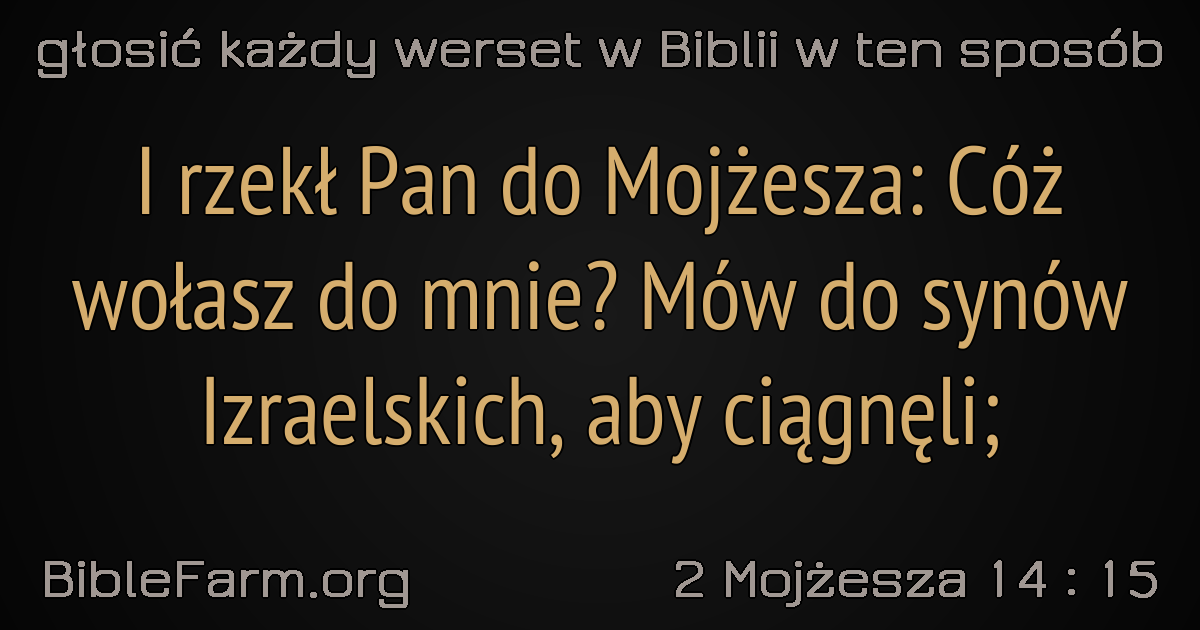 głosić każdy werset w Biblii w ten sposób
I rzekł Pan do Mojżesza: Cóż
wołasz do mnie? Mów do synów
Izraelskich, aby ciągnęli;
BibleFarm.org
2 Mojżesza 14 : 15